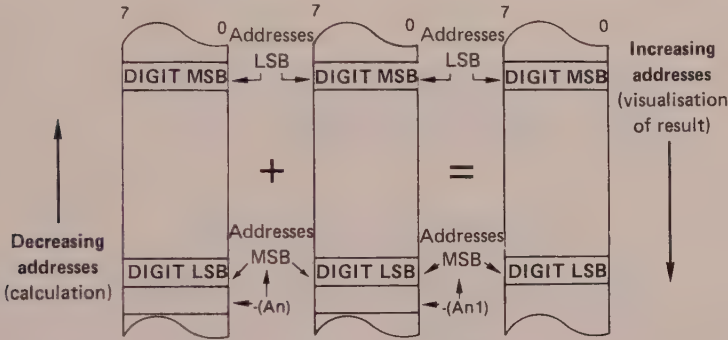 7 0 7 0 7 0
Addresses
LSB
Addresses
LSB
DIGIT MSB
DIGIT MSB
DIGIT MSB
Increasing
addresses
(visualisation
of result)
+
=
Decreasing
addresses
(calculation)
Addresses
MSB
Addresses
MSB
DIGIT LSB
DIGIT LSB
DIGIT LSB
-(An)
-(An1)